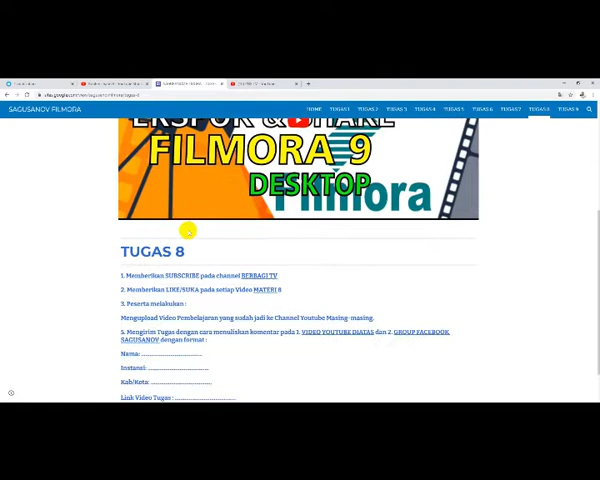 SAGUSANOV FILMORA
HOME TUGAS 1 TUGAS 2 TUGAS 3 TUGAS 4 TUGAS 5 TUGAS 6 TUGAS 7 TUGAS 8 TUGAS 9
EKSPOR & SHARE
FILMORA 9
DESKTOP
Filmora
TUGAS 8
1. Memberikan SUBSCRIBE pada channel BERBAGI TV
2. Memberikan LIKE/SUKA pada setiap Video MATERI 8
3. Peserta melakukan :
Mengupload Video Pembelajaran yang sudah jadi ke Channel Youtube Masing-masing.
5. Mengirim Tugas dengan cara menuliskan komentar pada 1. VIDEO YOUTUBE DIATAS dan 2. GROUP FACEBOOK
SAGUSANOV dengan format :
Nama: ..............................
Instansi: ..............................
Kab/Kota: ..............................
Link Video Tugas : ..............................